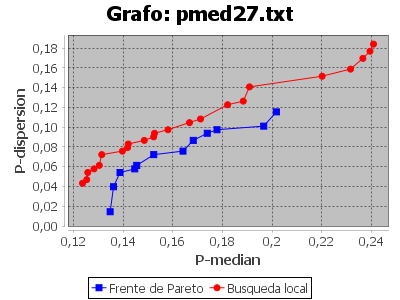 Grafo: pmed27.txt
P-dispersion
0,18
0,16
0,14
0,12
0,10
0,08
0,06
0,04
0,02
0,00
0,12 0,14 0,16 0,18 0,2 0,22 0,24
P-median
Frente de Pareto Busqueda local